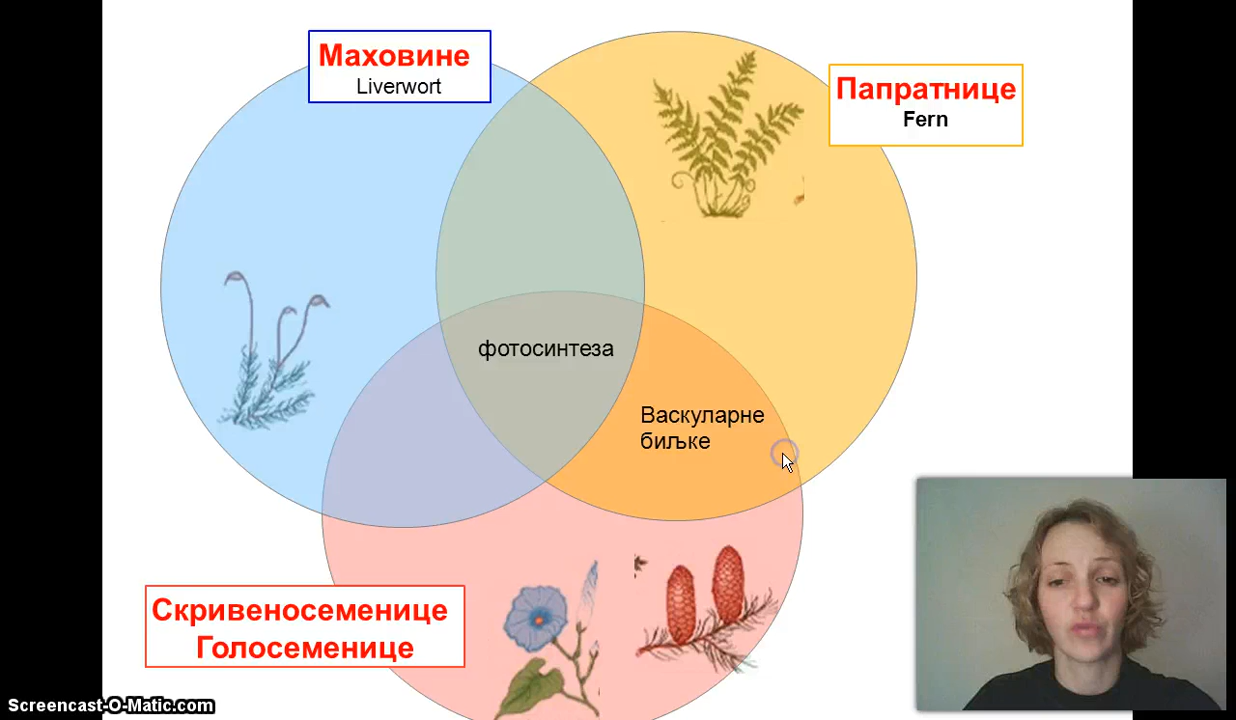 Маховине
Liverwort
Папратнице
Fern
фотосинтеза
Васкуларне
биљке
Скривеносеменице
Голосеменице
Screencast-O-Matic.com